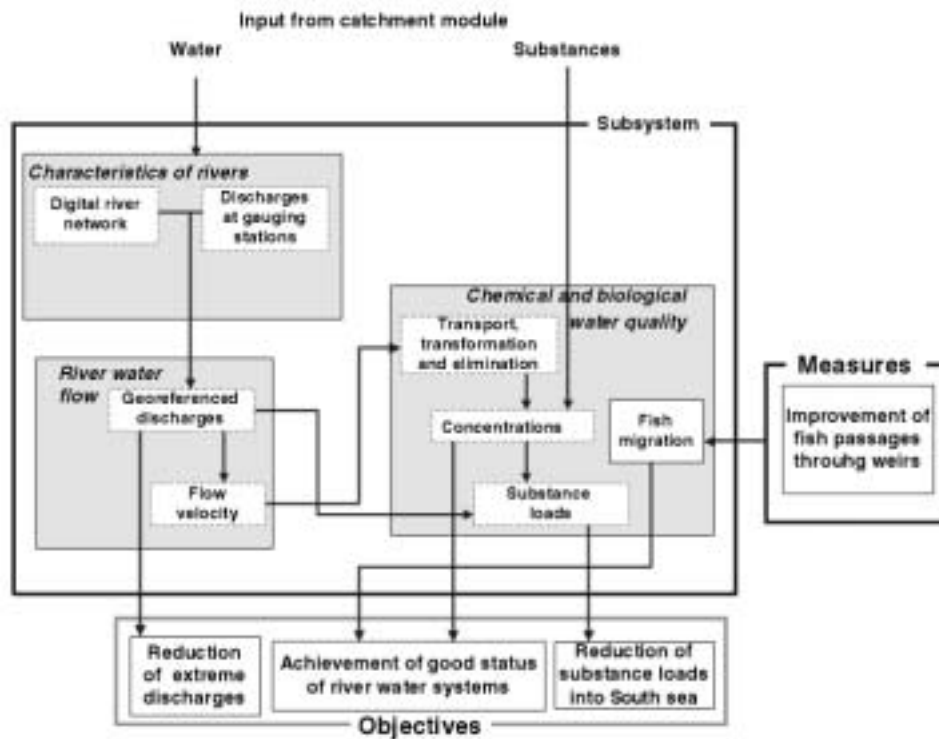 Input from catchment module
Water
Substances
Subsystem
Characteristics of rivers
Digital river
network
Discharges
at gauging
stations
Chemical and biological
water quality
Transport,
transformation
and elimination
River water
flow
Georeferenced
discharges
Concentrations
Fish
migration
Flow
velocity
Substance
loads
Measures
Improvement of
fish passages
throuhg weirs
Reduction
of extreme
discharges
Achievement of good status
of river water systems
Reduction of
substance loads
into South sea
Objectives